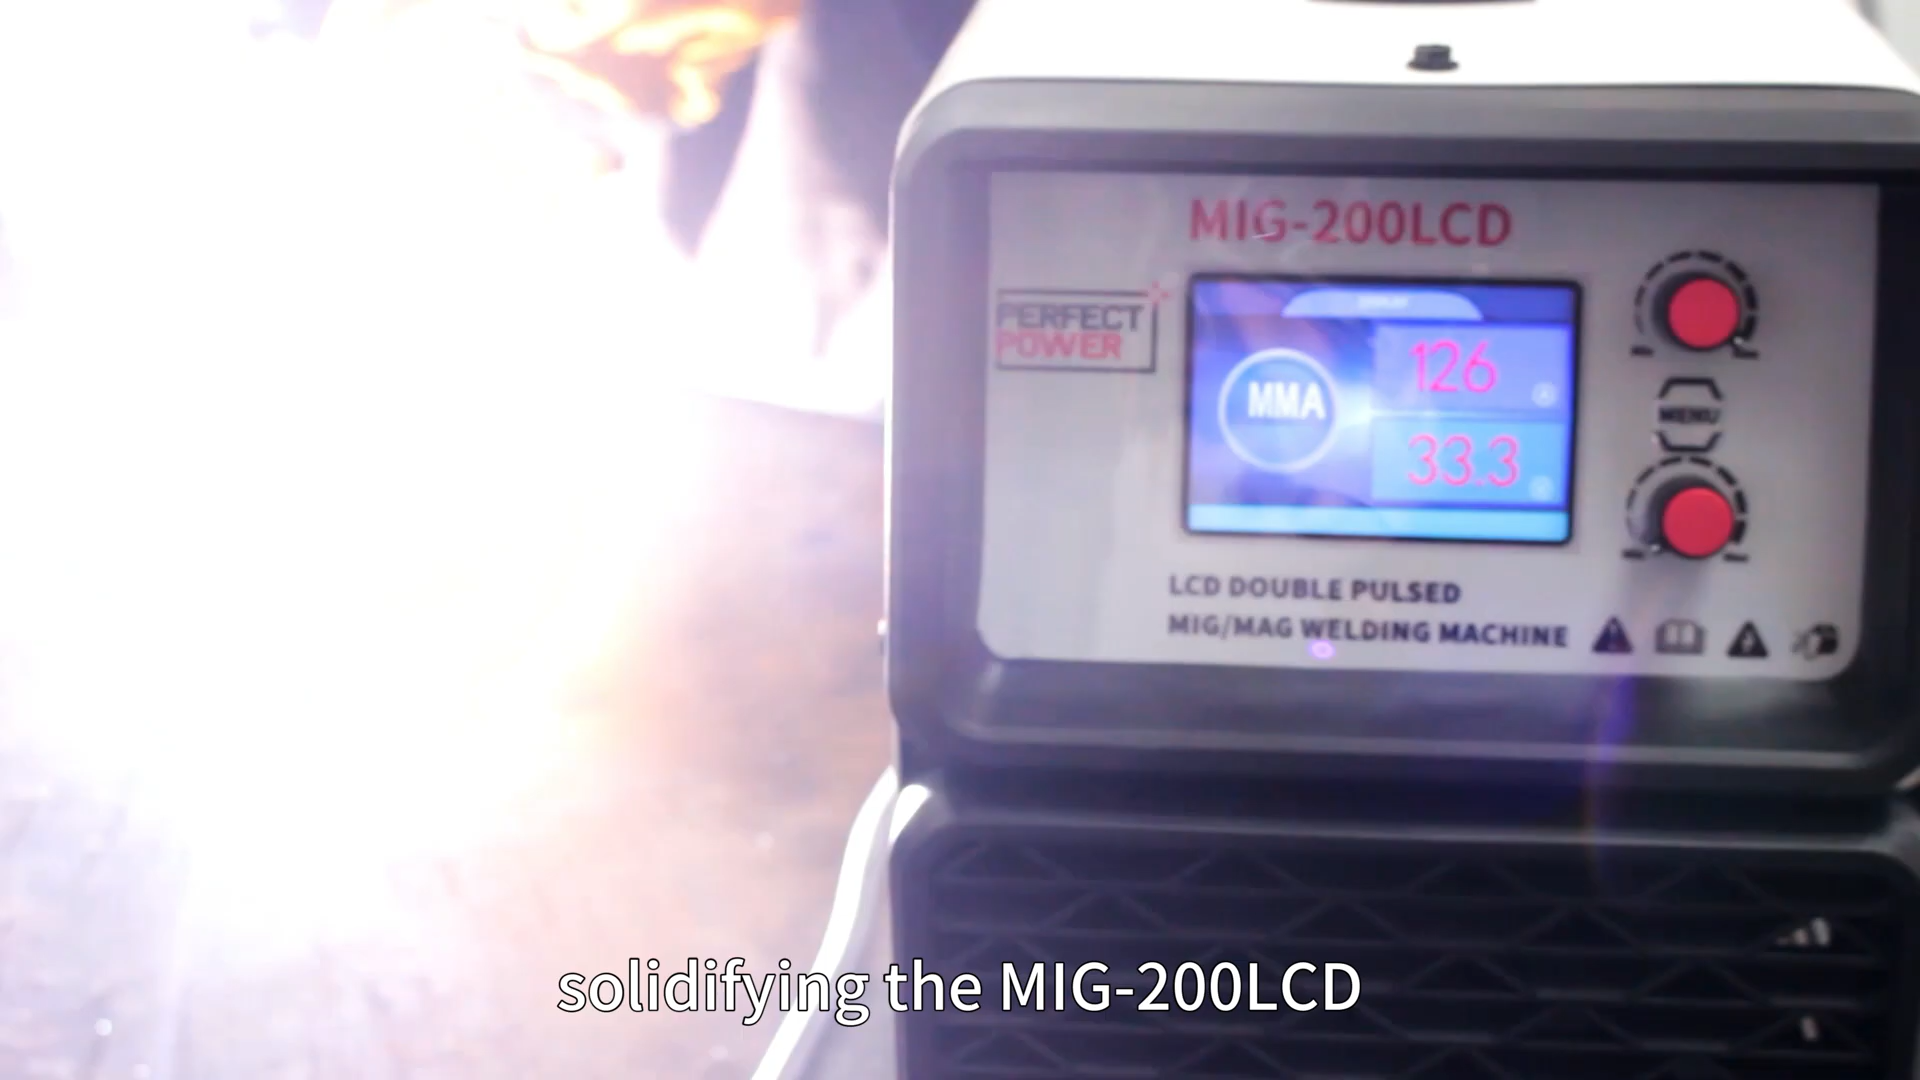 MIG-200LCD
PERFECT
POWER
MMA
126
33.3
MENU
LCD DOUBLE PULSED
MIG/MAG WELDING MACHINE
solidifying the MIG-200LCD